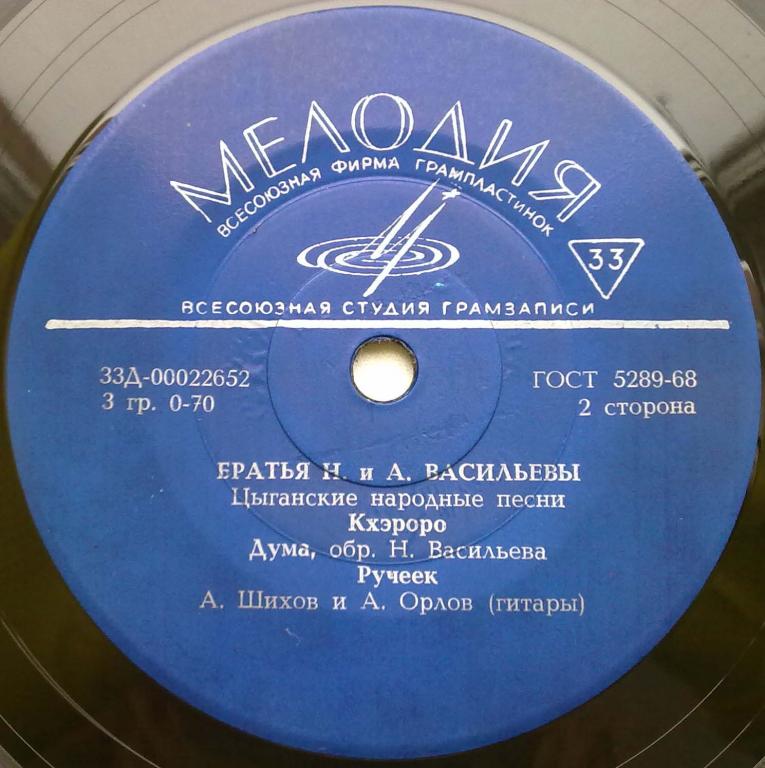 МЕЛОДИЯ
ВСЕСОЮЗНАЯ ФИРМА ГРАМПЛАСТИНОК
33
ВСЕСОЮЗНАЯ СТУДИЯ ГРАМЗАПИСИ
33Д-00022652
ГОСТ 5289-68
3 гр. 0-70
2 сторона
БРАТЬЯ Н. и А. ВАСИЛЬЕВЫ
Цыганские народные песни
Кхэроро
Дума, обр. Н. Васильева
Ручеек
А. Шихов и А. Орлов (гитары)